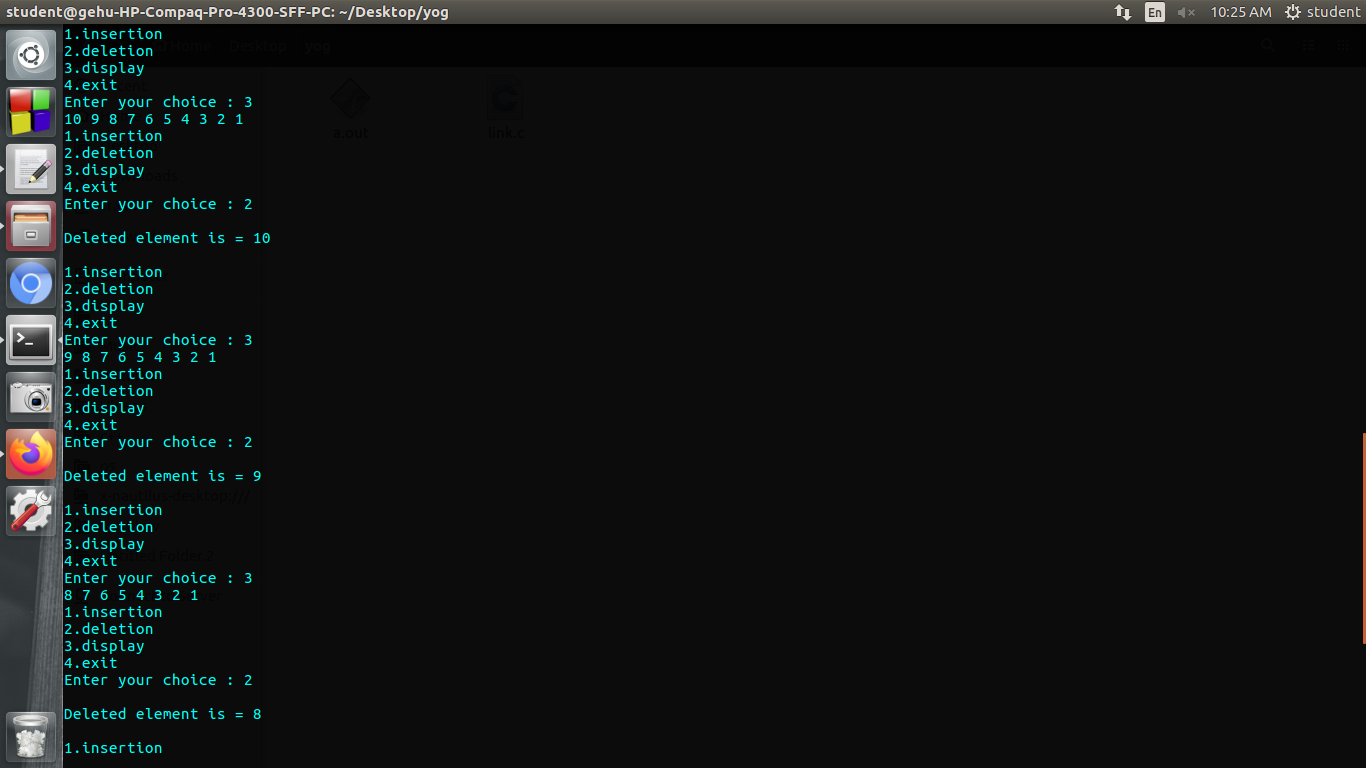 student@gehu-HP-Compaq-Pro-4300-SFF-PC: ~/Desktop/yog
En
10:25 AM
student
Home Desktop yog
1.insertion
2.deletion
3.display
4.exit
Enter your choice : 3
10 9 8 7 6 5 4 3 2 1
a.out
link.c
1.insertion
2.deletion
3.display
4.exit
Enter your choice : 2
Deleted element is = 10
1.insertion
2.deletion
3.display
4.exit
Enter your choice : 3
9 8 7 6 5 4 3 2 1
1.insertion
2.deletion
3.display
4.exit
Enter your choice : 2
Deleted element is = 9
1.insertion
2.deletion
3.display
4.exit
Enter your choice : 3
8 7 6 5 4 3 2 1
1.insertion
2.deletion
3.display
4.exit
Enter your choice : 2
Deleted element is = 8
1.insertion